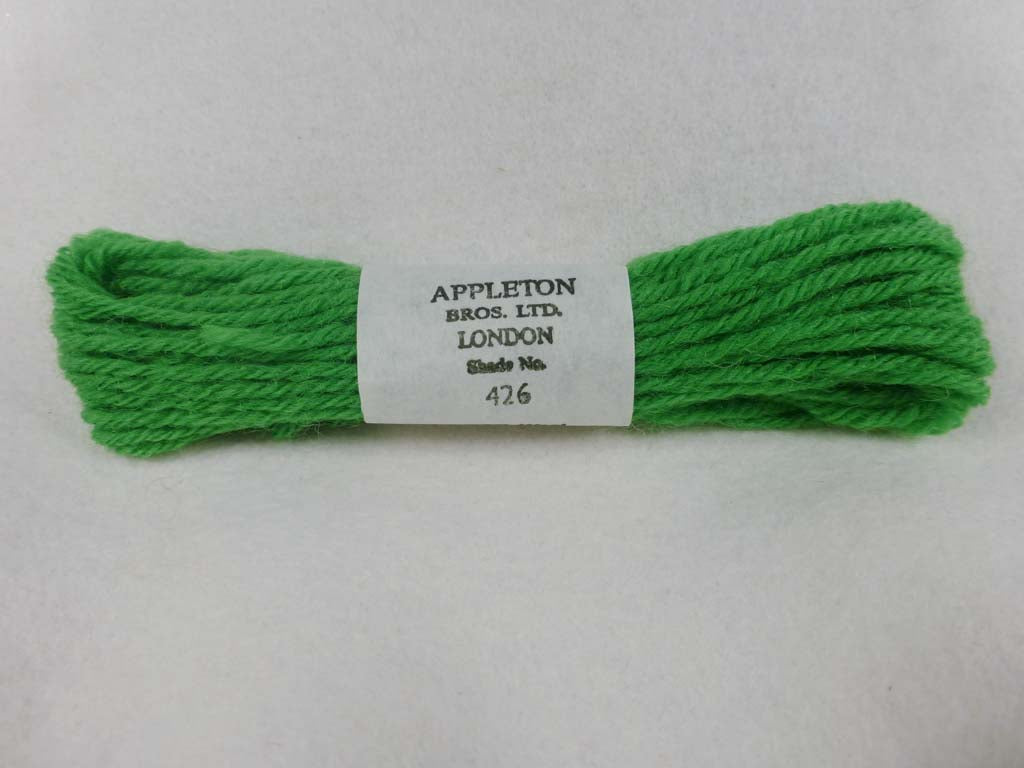 APPLETON
BROS. LTD.
LONDON
Shade No.
426